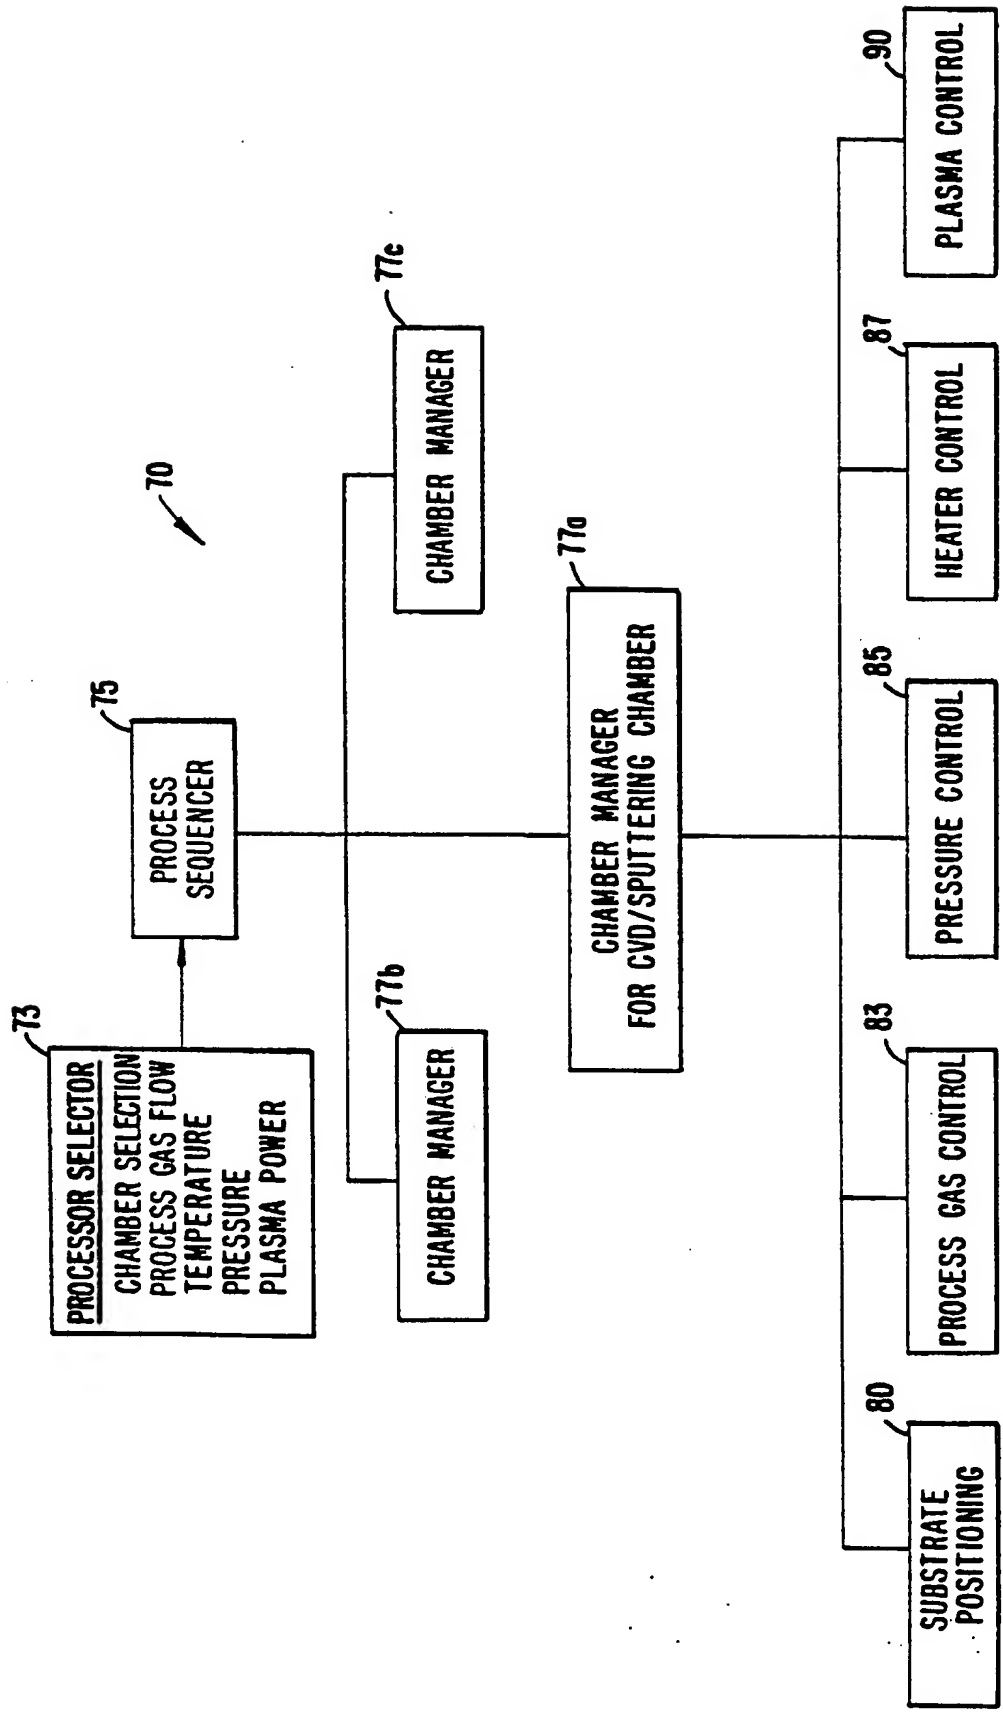 73
PROCESSOR SELECTOR
CHAMBER SELECTION
PROCESS GAS FLOW
TEMPERATURE
PRESSURE
PLASMA POWER
75
PROCESS
SEQUENCER
70
77b
CHAMBER MANAGER
77c
CHAMBER MANAGER
77a
CHAMBER MANAGER
FOR CVD/SPUTTERING CHAMBER
80
SUBSTRATE
POSITIONING
83
PROCESS GAS CONTROL
85
PRESSURE CONTROL
87
HEATER CONTROL
90
PLASMA CONTROL